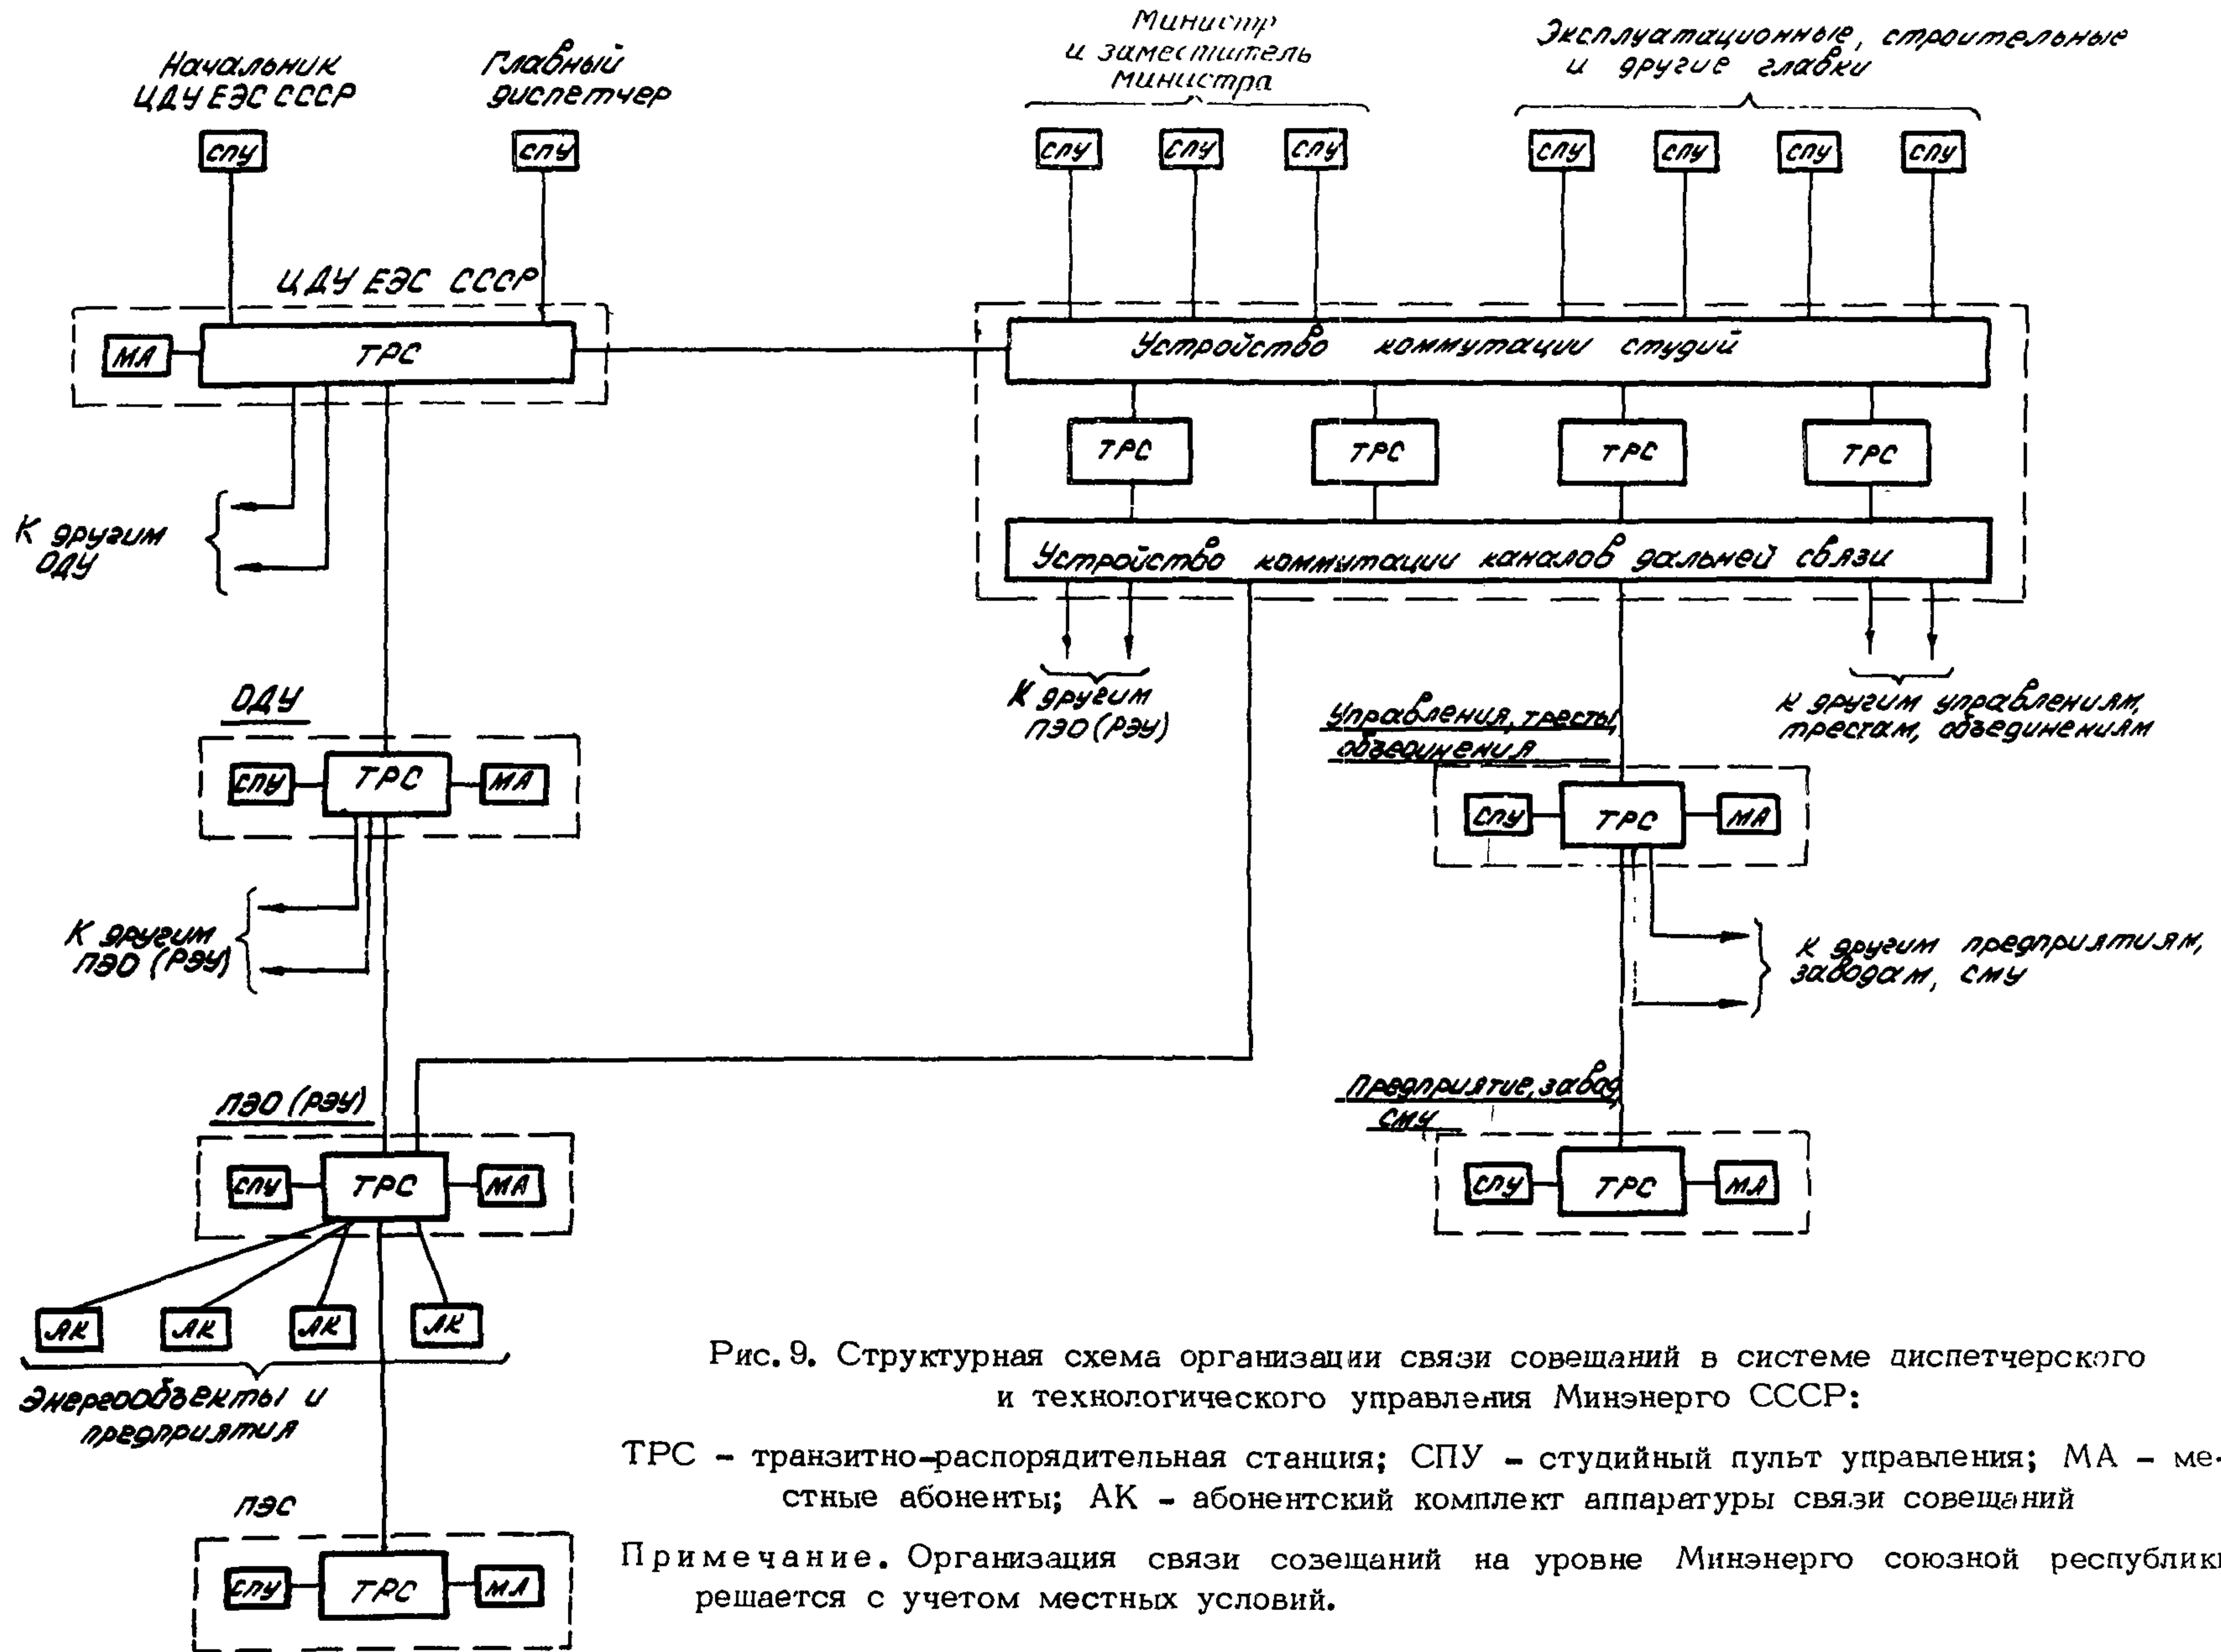 Начальник
ЦДУ ЕЭС СССР
Главный
диспетчер
Министр
и заместитель
министра
Эксплуатационные, строительные
и другие главки
СПУ
СПУ
СПУ
СПУ
СПУ
СПУ
СПУ
СПУ
СПУ
ЦДУ ЕЭС СССР
МА
ТРС
Устройство коммутации студий
ТРС
ТРС
ТРС
ТРС
Устройство коммутации каналов дальней связи
К другим
ОДУ
К другим
ПЭО (РЭУ)
К другим управлениям,
трестам, объединениям
ОДУ
СПУ
ТРС
МА
Управления, тресты,
объединения
СПУ
ТРС
МА
К другим
ПЭО (РЭУ)
К другим предприятиям,
заводам, СМУ
ПЭО (РЭУ)
СПУ
ТРС
МА
Предприятие, завод,
СМУ
СПУ
ТРС
МА
АК
АК
АК
АК
Энергообъекты и
предприятия
ПЭС
СПУ
ТРС
МА
Рис. 9. Структурная схема организации связи совещаний в системе диспетчерского
и технологического управления Минэнерго СССР:
ТРС – транзитно-распорядительная станция; СПУ – студийный пульт управления; МА – ме-
стные абоненты; АК – абонентский комплект аппаратуры связи совещаний
Примечание. Организация связи созещаний на уровне Минэнерго союзной республики
решается с учетом местных условий.